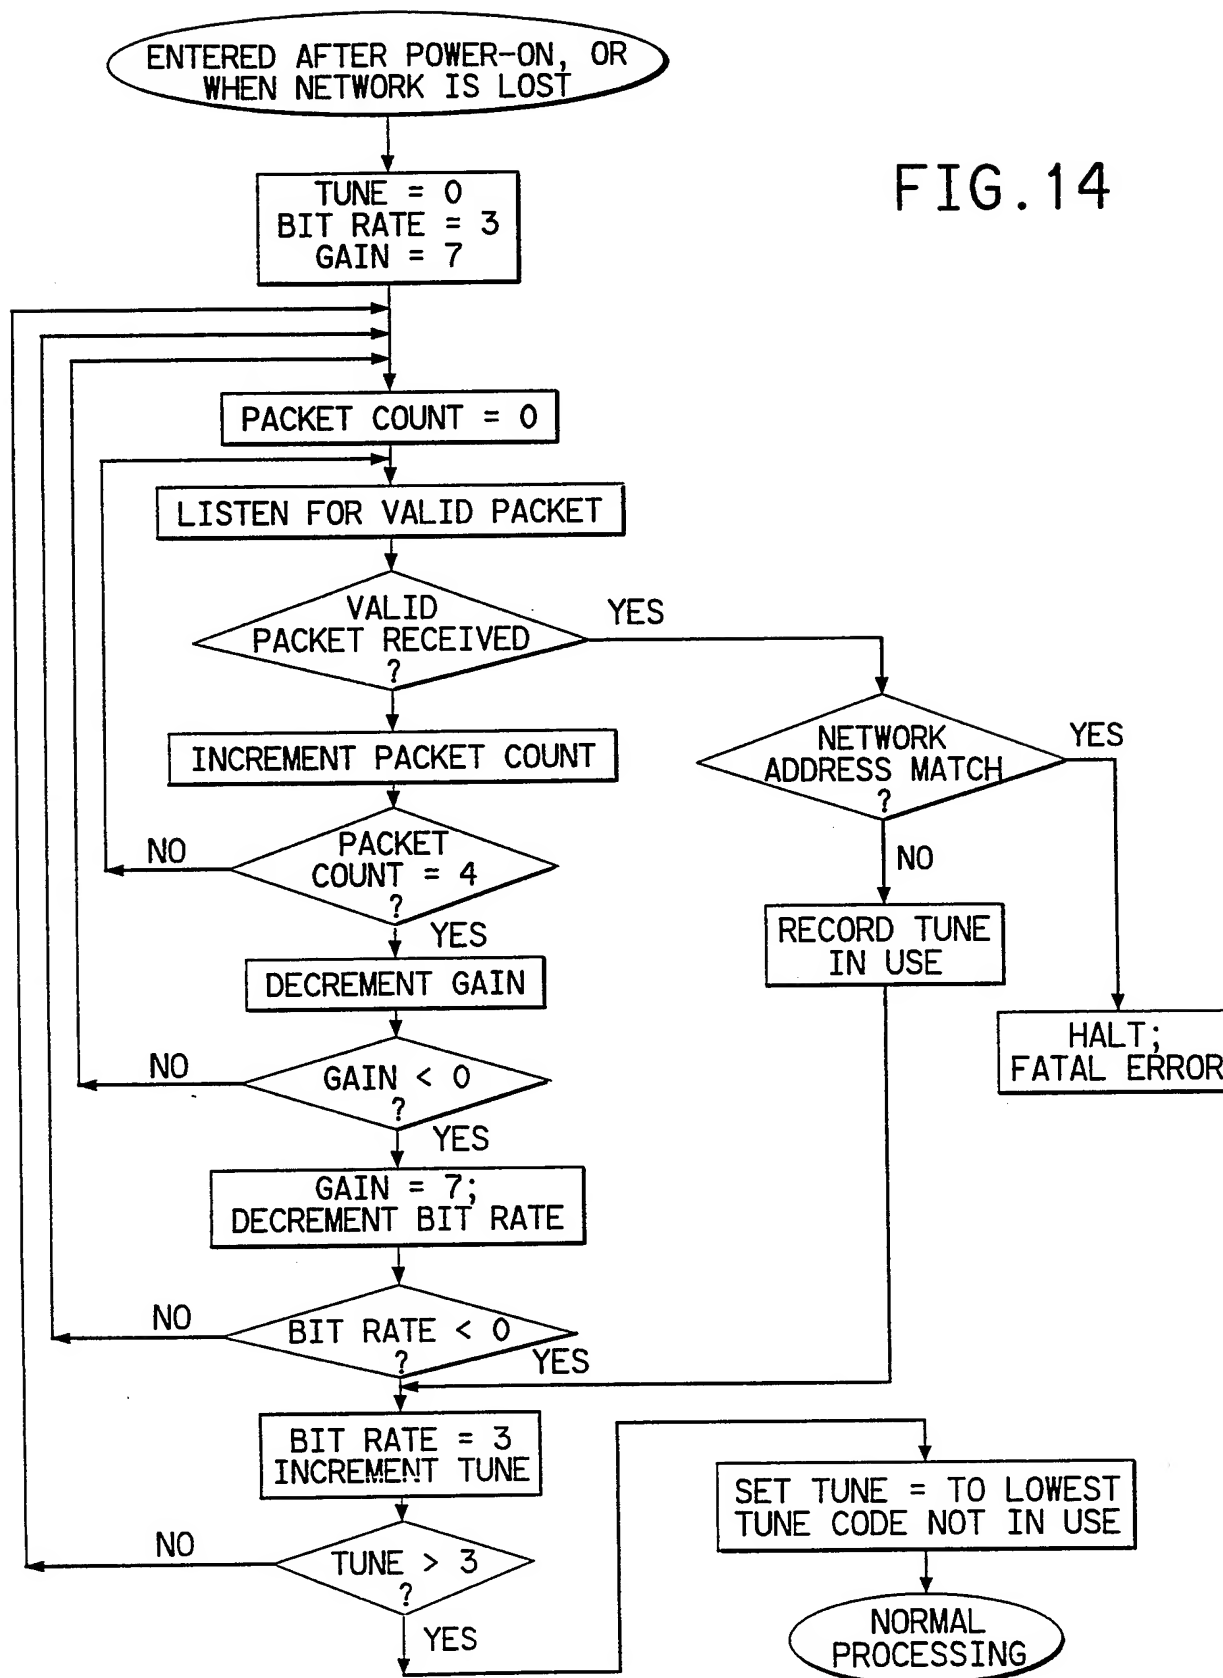 ENTERED AFTER POWER-ON, OR
WHEN NETWORK IS LOST
FIG.14
TUNE = 0
BIT RATE = 3
GAIN = 7
PACKET COUNT = 0
LISTEN FOR VALID PACKET
VALID
PACKET RECEIVED
?
YES
INCREMENT PACKET COUNT
NETWORK
ADDRESS MATCH
?
YES
NO
PACKET
COUNT = 4
?
NO
YES
RECORD TUNE
IN USE
DECREMENT GAIN
HALT;
FATAL ERROR
NO
GAIN < 0
?
YES
GAIN = 7;
DECREMENT BIT RATE
NO
BIT RATE < 0
?
YES
BIT RATE = 3
INCREMENT TUNE
SET TUNE = TO LOWEST
TUNE CODE NOT IN USE
NO
TUNE > 3
?
YES
NORMAL
PROCESSING